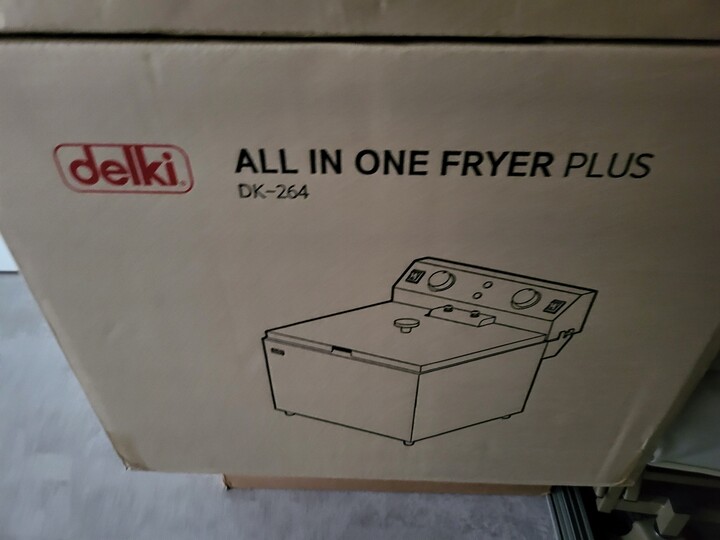 delki
ALL IN ONE FRYER PLUS
DK-264